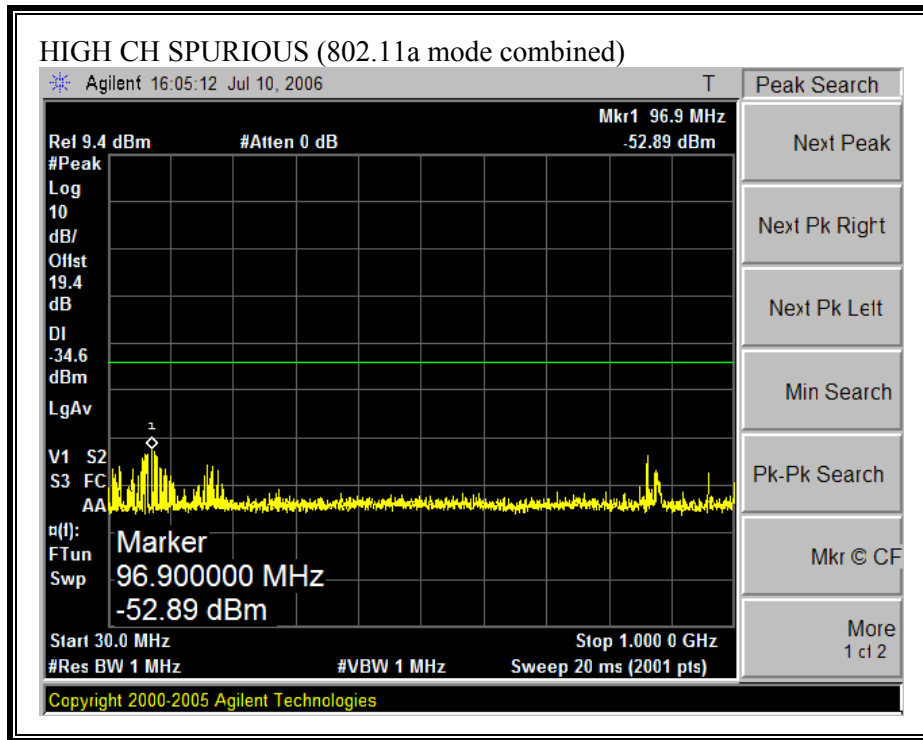 HIGH CH SPURIOUS (802.11a mode combined)
Agilent 16:05:12 Jul 10, 2006 T
Peak Search
Mkr1 96.9 MHz
Ref 9.4 dBm #Atten 0 dB -52.89 dBm
#Peak
Log
10
dB/
Offst
19.4
dB
DI
-34.6
dBm
LgAv
1
V1 S2
S3 FC
AA
¤(f):
FTun
Swp
Marker
96.900000 MHz
-52.89 dBm
Start 30.0 MHz Stop 1.000 0 GHz
#Res BW 1 MHz #VBW 1 MHz Sweep 20 ms (2001 pts)
Copyright 2000-2005 Agilent Technologies
Next Peak
Next Pk Right
Next Pk Left
Min Search
Pk-Pk Search
Mkr © CF
More
1 of 2